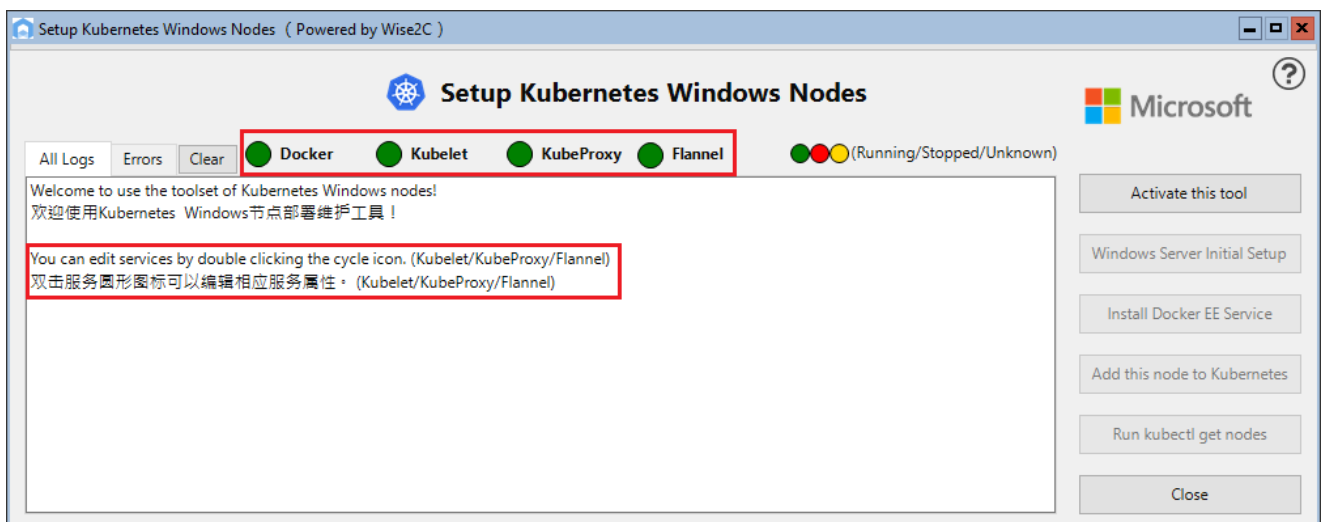 Setup Kubernetes Windows Nodes （Powered by Wise2C）
Setup Kubernetes Windows Nodes
?
Microsoft
All Logs Errors Clear Docker Kubelet KubeProxy Flannel (Running/Stopped/Unknown)
Welcome to use the toolset of Kubernetes Windows nodes!
欢迎使用Kubernetes Windows节点部署维护工具！
You can edit services by double clicking the cycle icon. (Kubelet/KubeProxy/Flannel)
双击服务圆形图标可以编辑相应服务属性。 (Kubelet/KubeProxy/Flannel)
Activate this tool
Windows Server Initial Setup
Install Docker EE Service
Add this node to Kubernetes
Run kubectl get nodes
Close